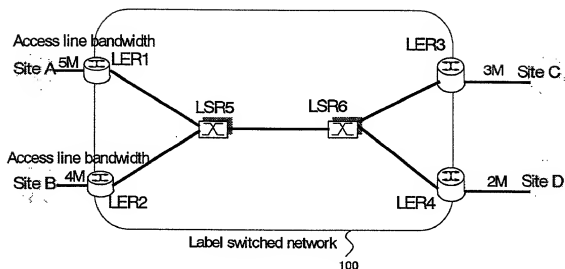 Access line bandwidth
5M
Site A
LER1
LER3
3M
Site C
LSR5
LSR6
Access line bandwidth
4M
Site B
LER2
LER4
2M
Site D
Label switched network
100